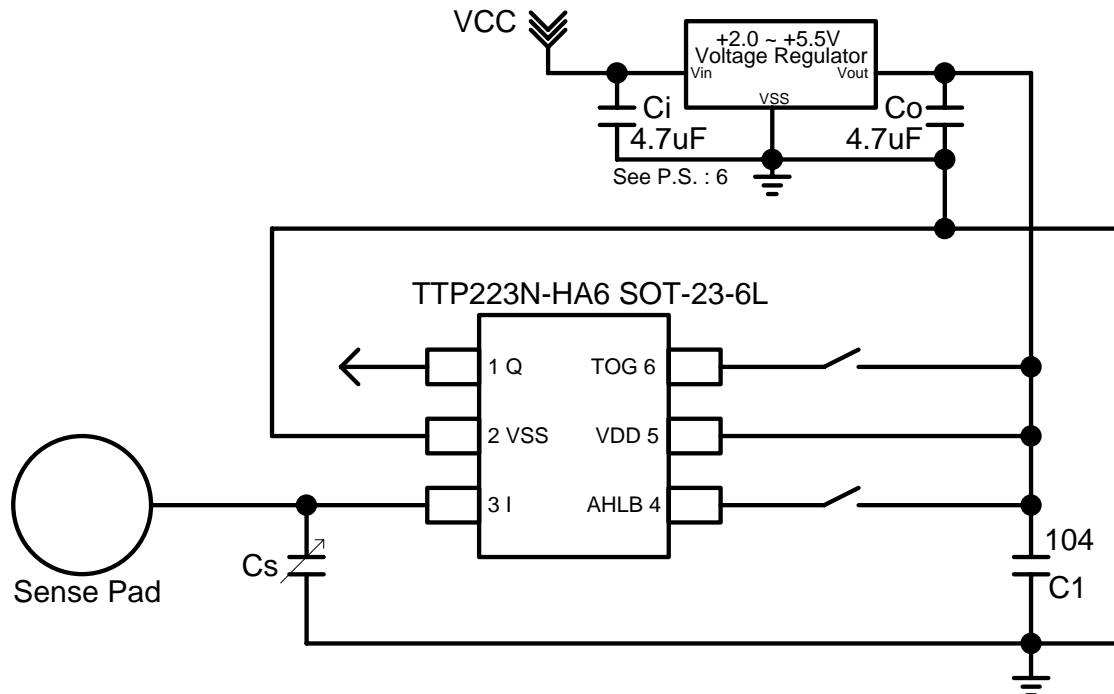 VCC
+2.0 ~ +5.5V
Voltage Regulator
Vin
Vout
VSS
Ci
4.7uF
Co
4.7uF
See P.S. : 6
TTP223N-HA6 SOT-23-6L
1 Q
TOG 6
2 VSS
VDD 5
3 I
AHLB 4
Sense Pad
Cs
104
C1